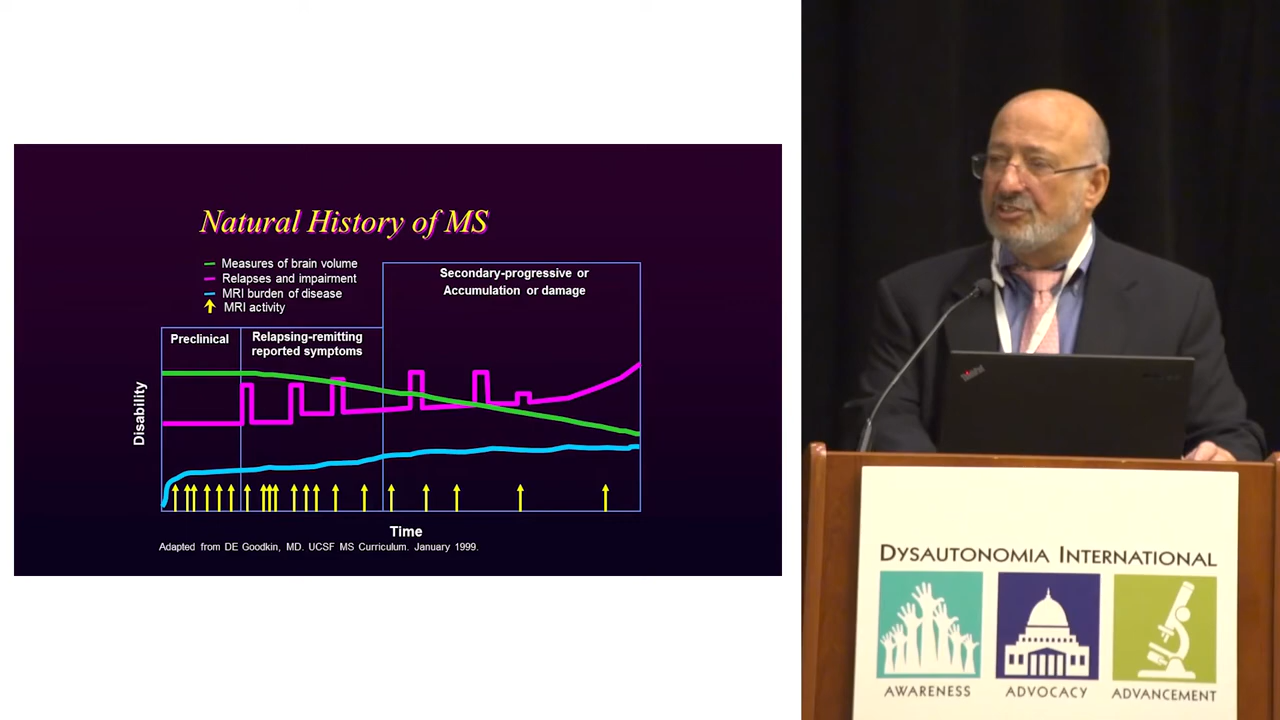 Natural History of MS
Measures of brain volume
Relapses and impairment
MRI burden of disease
MRI activity
Preclinical
Relapsing-remitting
reported symptoms
Secondary-progressive or
Accumulation or damage
Disability
Time
Adapted from DE Goodkin, MD. UCSF MS Curriculum. January 1999.
ThinkPad
DYSAUTONOMIA INTERNATIONAL
AWARENESS
ADVOCACY
ADVANCEMENT